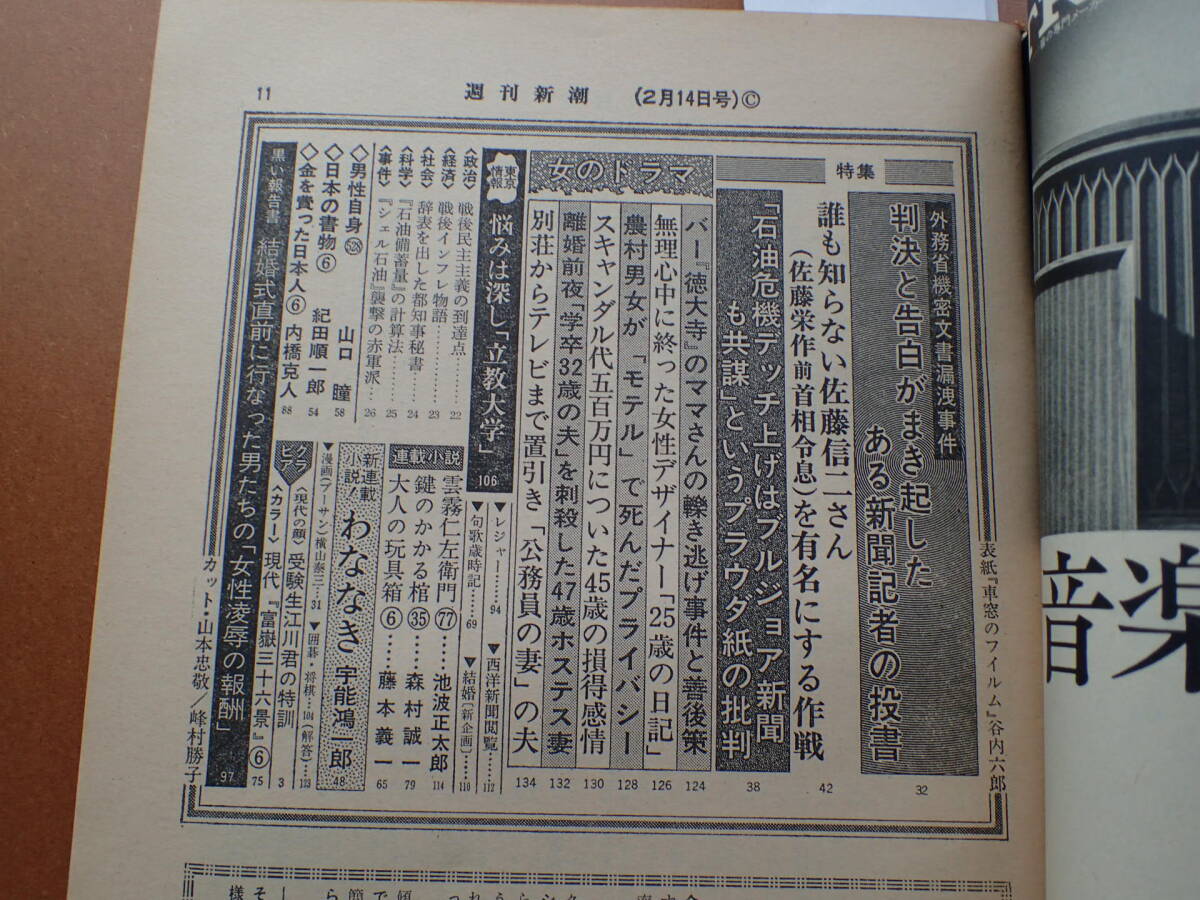 11
週刊新潮 (2月14日号)©
特集
外務省機密文書漏洩事件
判決と告白がまき起した
ある新聞記者の投書
32
誰も知らない佐藤信二さん
(佐藤栄作前首相令息)を有名にする作戦
42
「石油危機デッチ上げはブルジョア新聞
も共謀」というプラウダ紙の批判
38
女のドラマ
バー『徳大寺』のママさんの轢き逃げ事件と善後策
124
無理心中に終った女性デザイナー「25歳の日記」
126
農村男女が「モテル」で死んだプライバシー
128
スキャンダル代五百万円についた45歳の損得感情
130
離婚前夜「学卒32歳の夫」を刺殺した47歳ホステス妻
132
別荘からテレビまで置引き「公務員の妻」の夫
134
東京情報
悩みは深し「立教大学」
106
〈政治〉 戦後民主主義の到達点………22
〈経済〉 戦後インフレ物語………23
〈社会〉 辞表を出した都知事秘書………24
〈科学〉 『石油備蓄量』の計算法………25
〈事件〉 『シェル石油』襲撃の赤軍派…26
◇男性自身 528 山口瞳 58
◇日本の書物⑥ 紀田順一郎 54
◇金を貸った日本人⑥ 内橋克人 88
黒い報告書 結婚式直前に行なった男たちの「女性凌辱の報酬」
97
▼レジャー……94
▼句歌歳時記……69
▼西洋新聞閲覧……112
▼結婚[新企画]……110
連載小説
雲霧仁左衛門 77……池波正太郎 114
鍵のかかる棺 ㉟……森村誠一 79
大人の玩具箱 ⑥……藤本義一 65
新連載小説! わななき 宇能鴻一郎 48
▼漫画(アーサン)横山泰三…31 ▼囲碁・将棋…104(解答)……123
グラビア
〈現代の顔〉 受験生江川君の特訓 3
〈カラー〉 現代『富嶽三十六景』⑥ 75
表紙『車窓のフイルム』谷内六郎
カット・山本忠敬/峰村勝子
音楽